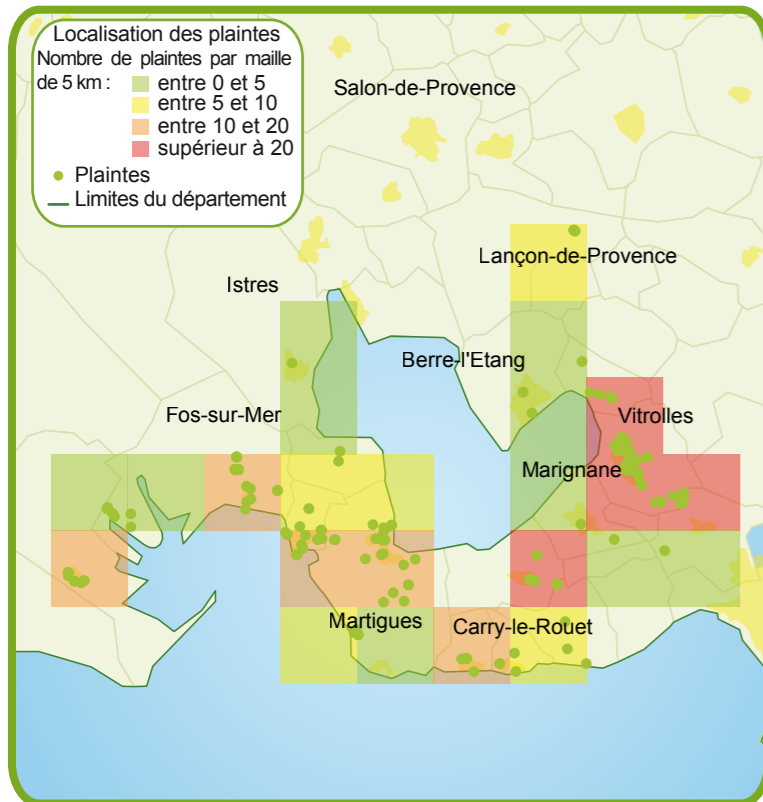 Localisation des plaintes
Nombre de plaintes par maille
de 5 km :
entre 0 et 5
entre 5 et 10
entre 10 et 20
supérieur à 20
Plaintes
Limites du département
Salon-de-Provence
Lançon-de-Provence
Istres
Berre-l'Etang
Fos-sur-Mer
Vitrolles
Marignane
Martigues
Carry-le-Rouet